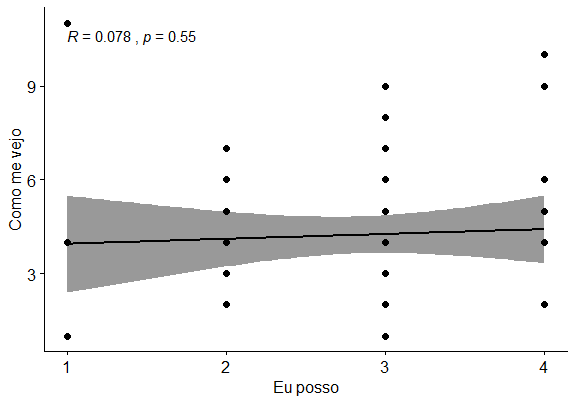 R = 0.078 , p = 0.55
9
6
3
Como me vejo
1 2 3 4
Eu posso